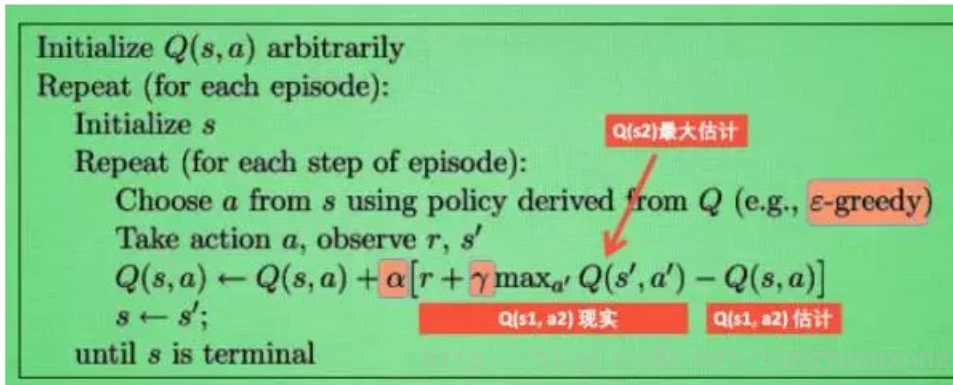 Initialize Q(s, a) arbitrarily
Repeat (for each episode):
Initialize s
Q(s2)最大估计
Repeat (for each step of episode):
Choose a from s using policy derived from Q (e.g., ε-greedy)
Take action a, observe r, s′
Q(s, a) ← Q(s, a) + α[r + γ maxₐ′ Q(s′, a′) − Q(s, a)]
s ← s′;
Q(s1, a2) 现实
Q(s1, a2) 估计
until s is terminal